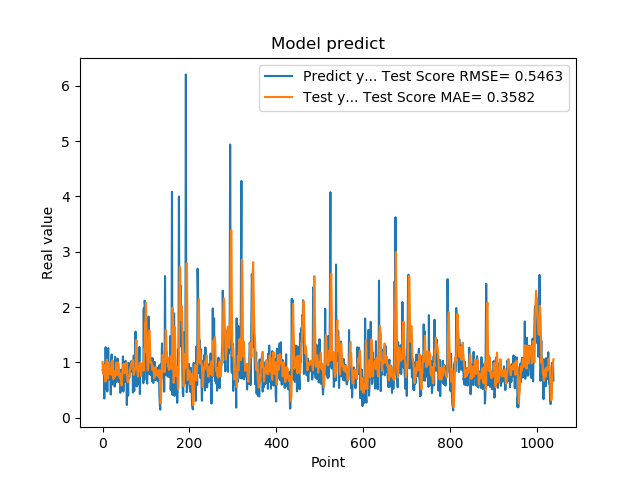 Model predict
Predict y... Test Score RMSE= 0.5463
Test y... Test Score MAE= 0.3582
Real value
6
5
4
3
2
1
0
0 200 400 600 800 1000
Point